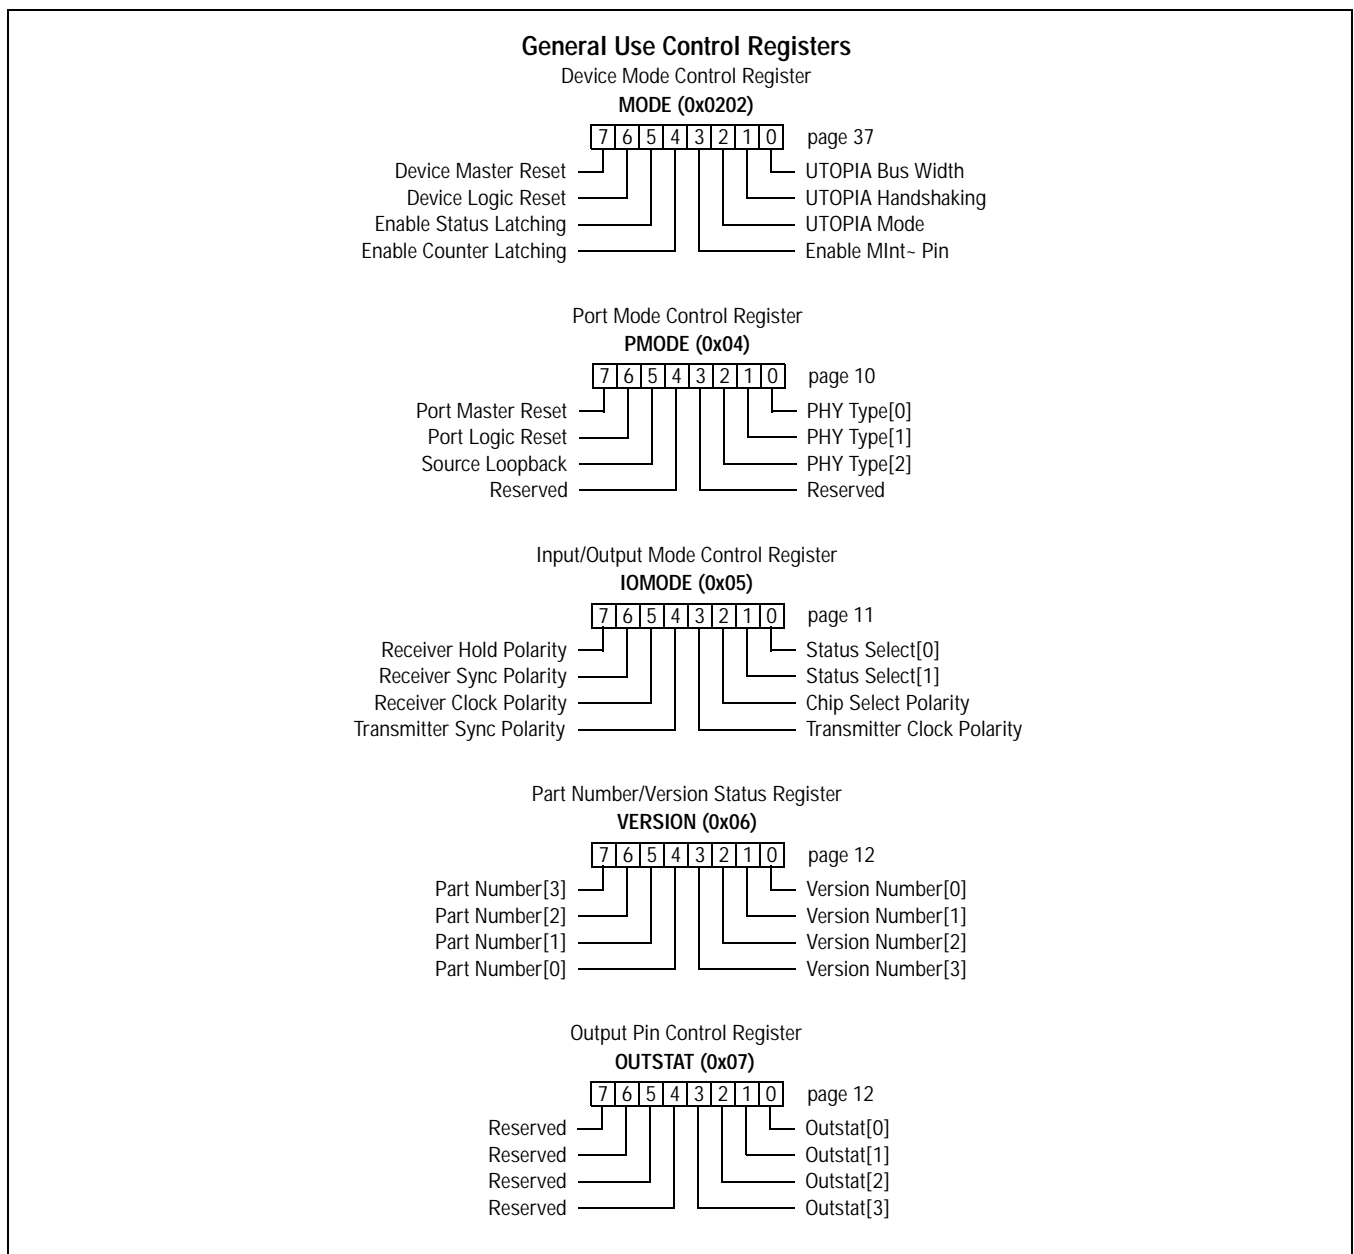 General Use Control Registers
Device Mode Control Register
MODE (0x0202)
7 6 5 4 3 2 1 0 page 37
Device Master Reset UTOPIA Bus Width
Device Logic Reset UTOPIA Handshaking
Enable Status Latching UTOPIA Mode
Enable Counter Latching Enable MInt~ Pin
Port Mode Control Register
PMODE (0x04)
7 6 5 4 3 2 1 0 page 10
Port Master Reset PHY Type[0]
Port Logic Reset PHY Type[1]
Source Loopback PHY Type[2]
Reserved Reserved
Input/Output Mode Control Register
IOMODE (0x05)
7 6 5 4 3 2 1 0 page 11
Receiver Hold Polarity Status Select[0]
Receiver Sync Polarity Status Select[1]
Receiver Clock Polarity Chip Select Polarity
Transmitter Sync Polarity Transmitter Clock Polarity
Part Number/Version Status Register
VERSION (0x06)
7 6 5 4 3 2 1 0 page 12
Part Number[3] Version Number[0]
Part Number[2] Version Number[1]
Part Number[1] Version Number[2]
Part Number[0] Version Number[3]
Output Pin Control Register
OUTSTAT (0x07)
7 6 5 4 3 2 1 0 page 12
Reserved Outstat[0]
Reserved Outstat[1]
Reserved Outstat[2]
Reserved Outstat[3]